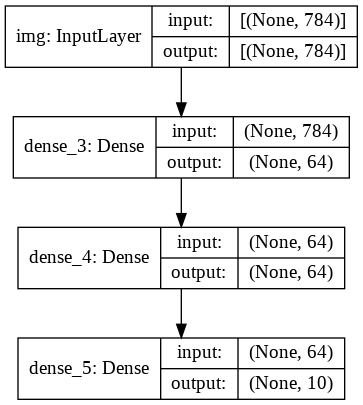 img: InputLayer
input: [(None, 784)]
output: [(None, 784)]
dense_3: Dense
input: (None, 784)
output: (None, 64)
dense_4: Dense
input: (None, 64)
output: (None, 64)
dense_5: Dense
input: (None, 64)
output: (None, 10)